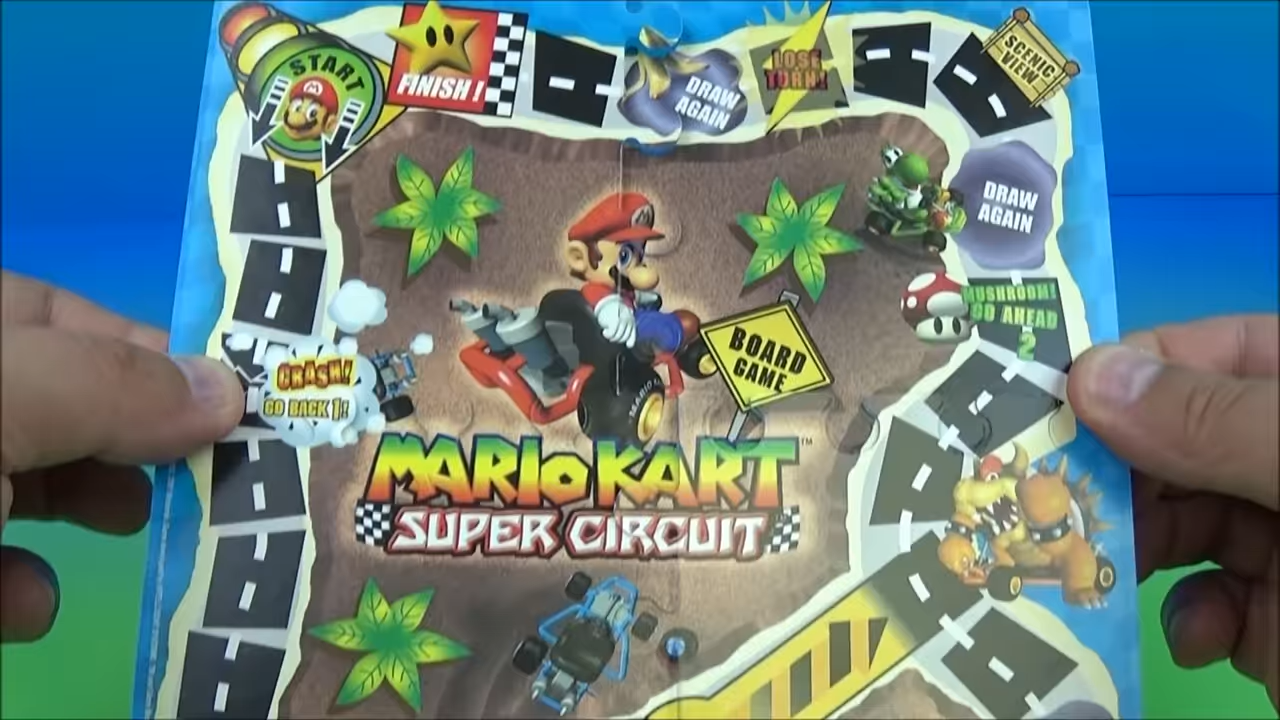 START
FINISH!
DRAW
AGAIN
LOSE
TURN!
SCENIC
VIEW
DRAW
AGAIN
MUSHROOM!
GO AHEAD
2
CRASH!
GO BACK 1!
BOARD
GAME
MARIO KART™
SUPER CIRCUIT
M
M